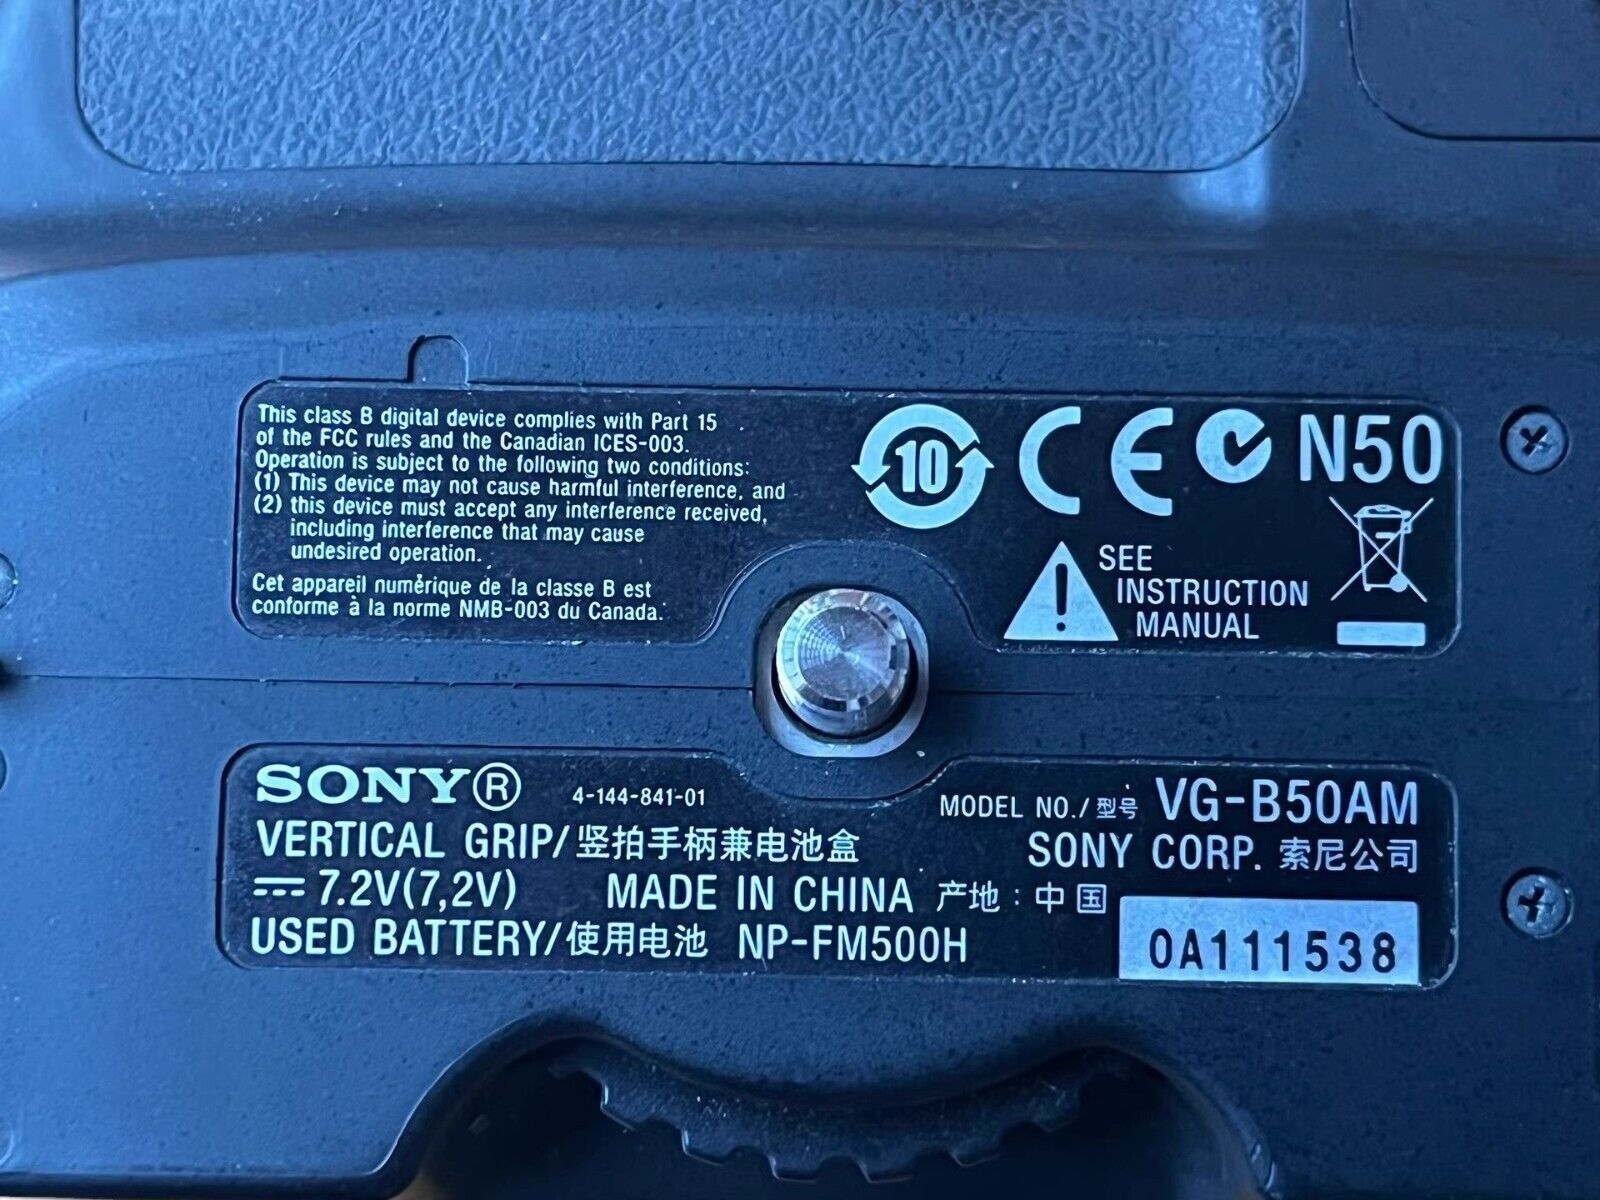 This class B digital device complies with Part 15
of the FCC rules and the Canadian ICES-003.
Operation is subject to the following two conditions:
(1) This device may not cause harmful interference, and
(2) this device must accept any interference received,
including interference that may cause
undesired operation.
Cet appareil numérique de la classe B est
conforme à la norme NMB-003 du Canada.
10 CE N50
SEE
INSTRUCTION
MANUAL
SONY® 4-144-841-01
VERTICAL GRIP/竖拍手柄兼电池盒
7.2V(7,2V) MADE IN CHINA 产地：中国
USED BATTERY/使用电池 NP-FM500H
MODEL NO./型号 VG-B50AM
SONY CORP. 索尼公司
0A111538